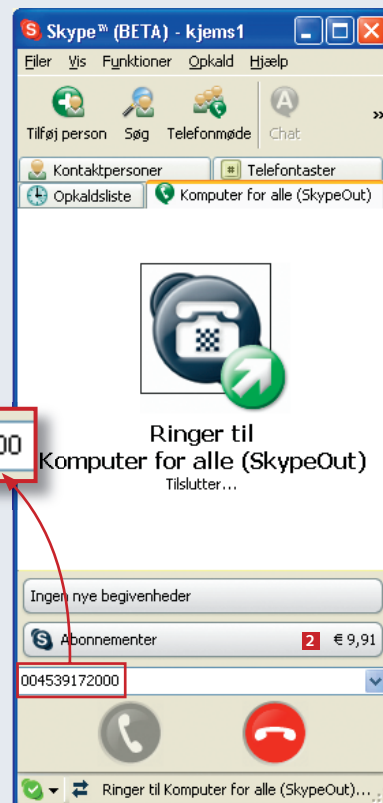 Skype™ (BETA) - kjems1
Filer Vis Funktioner Opkald Hjælp
Tilføj person Søg Telefonmøde Chat »
Kontaktpersoner # Telefontaster
Opkaldsliste Komputer for alle (SkypeOut)
00
Ringer til
Komputer for alle (SkypeOut)
Tilslutter...
Ingen nye begivenheder
Abonnementer 2 € 9,91
004539172000
Ringer til Komputer for alle (SkypeOut)...